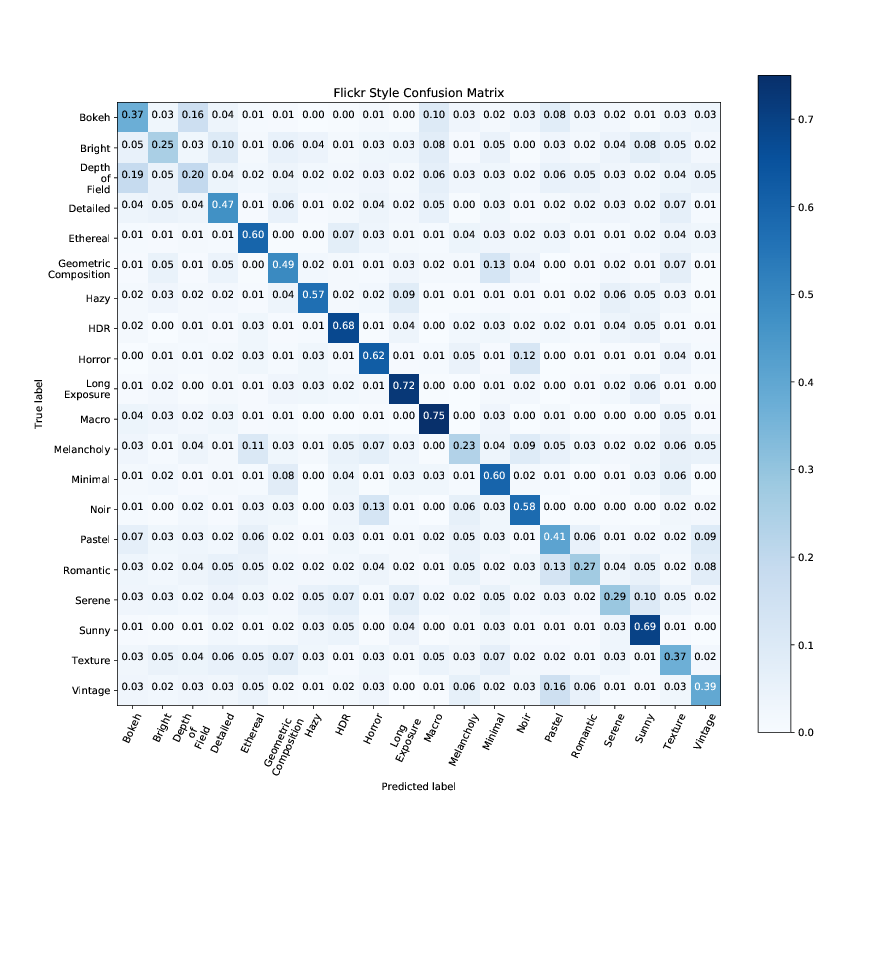 Flickr Style Confusion Matrix
Bokeh 0.37 0.03 0.16 0.04 0.01 0.01 0.00 0.00 0.01 0.00 0.10 0.03 0.02 0.03 0.08 0.03 0.02 0.01 0.03 0.03
Bright 0.05 0.25 0.03 0.10 0.01 0.06 0.04 0.01 0.03 0.03 0.08 0.01 0.05 0.00 0.03 0.02 0.04 0.08 0.05 0.02
Depth
of
Field
0.19 0.05 0.20 0.04 0.02 0.04 0.02 0.02 0.03 0.02 0.06 0.03 0.03 0.02 0.06 0.05 0.03 0.02 0.04 0.05
Detailed 0.04 0.05 0.04 0.47 0.01 0.06 0.01 0.02 0.04 0.02 0.05 0.00 0.03 0.01 0.02 0.02 0.03 0.02 0.07 0.01
Ethereal 0.01 0.01 0.01 0.01 0.60 0.00 0.00 0.07 0.03 0.01 0.01 0.04 0.03 0.02 0.03 0.01 0.01 0.02 0.04 0.03
Geometric
Composition
0.01 0.05 0.01 0.05 0.00 0.49 0.02 0.01 0.01 0.03 0.02 0.01 0.13 0.04 0.00 0.01 0.02 0.01 0.07 0.01
Hazy 0.02 0.03 0.02 0.02 0.01 0.04 0.57 0.02 0.02 0.09 0.01 0.01 0.01 0.01 0.01 0.02 0.06 0.05 0.03 0.01
HDR 0.02 0.00 0.01 0.01 0.03 0.01 0.01 0.68 0.01 0.04 0.00 0.02 0.03 0.02 0.02 0.01 0.04 0.05 0.01 0.01
Horror 0.00 0.01 0.01 0.02 0.03 0.01 0.03 0.01 0.62 0.01 0.01 0.05 0.01 0.12 0.00 0.01 0.01 0.01 0.04 0.01
Long
Exposure
0.01 0.02 0.00 0.01 0.01 0.03 0.03 0.02 0.01 0.72 0.00 0.00 0.01 0.02 0.00 0.01 0.02 0.06 0.01 0.00
Macro 0.04 0.03 0.02 0.03 0.01 0.01 0.00 0.00 0.01 0.00 0.75 0.00 0.03 0.00 0.01 0.00 0.00 0.00 0.05 0.01
Melancholy 0.03 0.01 0.04 0.01 0.11 0.03 0.01 0.05 0.07 0.03 0.00 0.23 0.04 0.09 0.05 0.03 0.02 0.02 0.06 0.05
Minimal 0.01 0.02 0.01 0.01 0.01 0.08 0.00 0.04 0.01 0.03 0.03 0.01 0.60 0.02 0.01 0.00 0.01 0.03 0.06 0.00
Noir 0.01 0.00 0.02 0.01 0.03 0.03 0.00 0.03 0.13 0.01 0.00 0.06 0.03 0.58 0.00 0.00 0.00 0.00 0.02 0.02
Pastel 0.07 0.03 0.03 0.02 0.06 0.02 0.01 0.03 0.01 0.01 0.02 0.05 0.03 0.01 0.41 0.06 0.01 0.02 0.02 0.09
Romantic 0.03 0.02 0.04 0.05 0.05 0.02 0.02 0.02 0.04 0.02 0.01 0.05 0.02 0.03 0.13 0.27 0.04 0.05 0.02 0.08
Serene 0.03 0.03 0.02 0.04 0.03 0.02 0.05 0.07 0.01 0.07 0.02 0.02 0.05 0.02 0.03 0.02 0.29 0.10 0.05 0.02
Sunny 0.01 0.00 0.01 0.02 0.01 0.02 0.03 0.05 0.00 0.04 0.00 0.01 0.01 0.01 0.01 0.01 0.03 0.69 0.01 0.00
Texture 0.03 0.05 0.04 0.06 0.05 0.07 0.03 0.01 0.03 0.01 0.05 0.03 0.07 0.02 0.02 0.01 0.03 0.01 0.37 0.02
Vintage 0.03 0.02 0.03 0.03 0.05 0.02 0.01 0.02 0.03 0.00 0.01 0.06 0.02 0.03 0.16 0.06 0.01 0.01 0.03 0.39
True label
Bokeh
Bright
Depth
of
Field
Detailed
Ethereal
Geometric
Composition
Hazy
HDR
Horror
Long
Exposure
Macro
Melancholy
Minimal
Noir
Pastel
Romantic
Serene
Sunny
Texture
Vintage
Predicted label
0.7
0.6
0.5
0.4
0.3
0.2
0.1
0.0